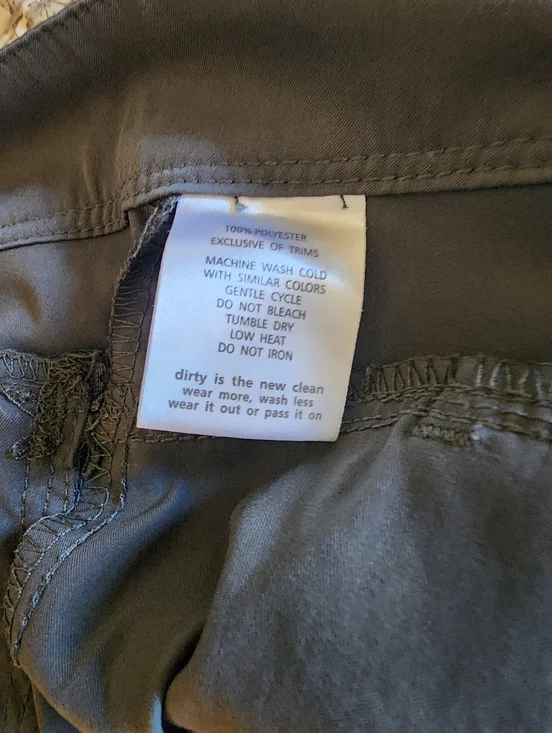 100% POLYESTER
EXCLUSIVE OF TRIMS
MACHINE WASH COLD
WITH SIMILAR COLORS
GENTLE CYCLE
DO NOT BLEACH
TUMBLE DRY
LOW HEAT
DO NOT IRON
dirty is the new clean
wear more, wash less
wear it out or pass it on